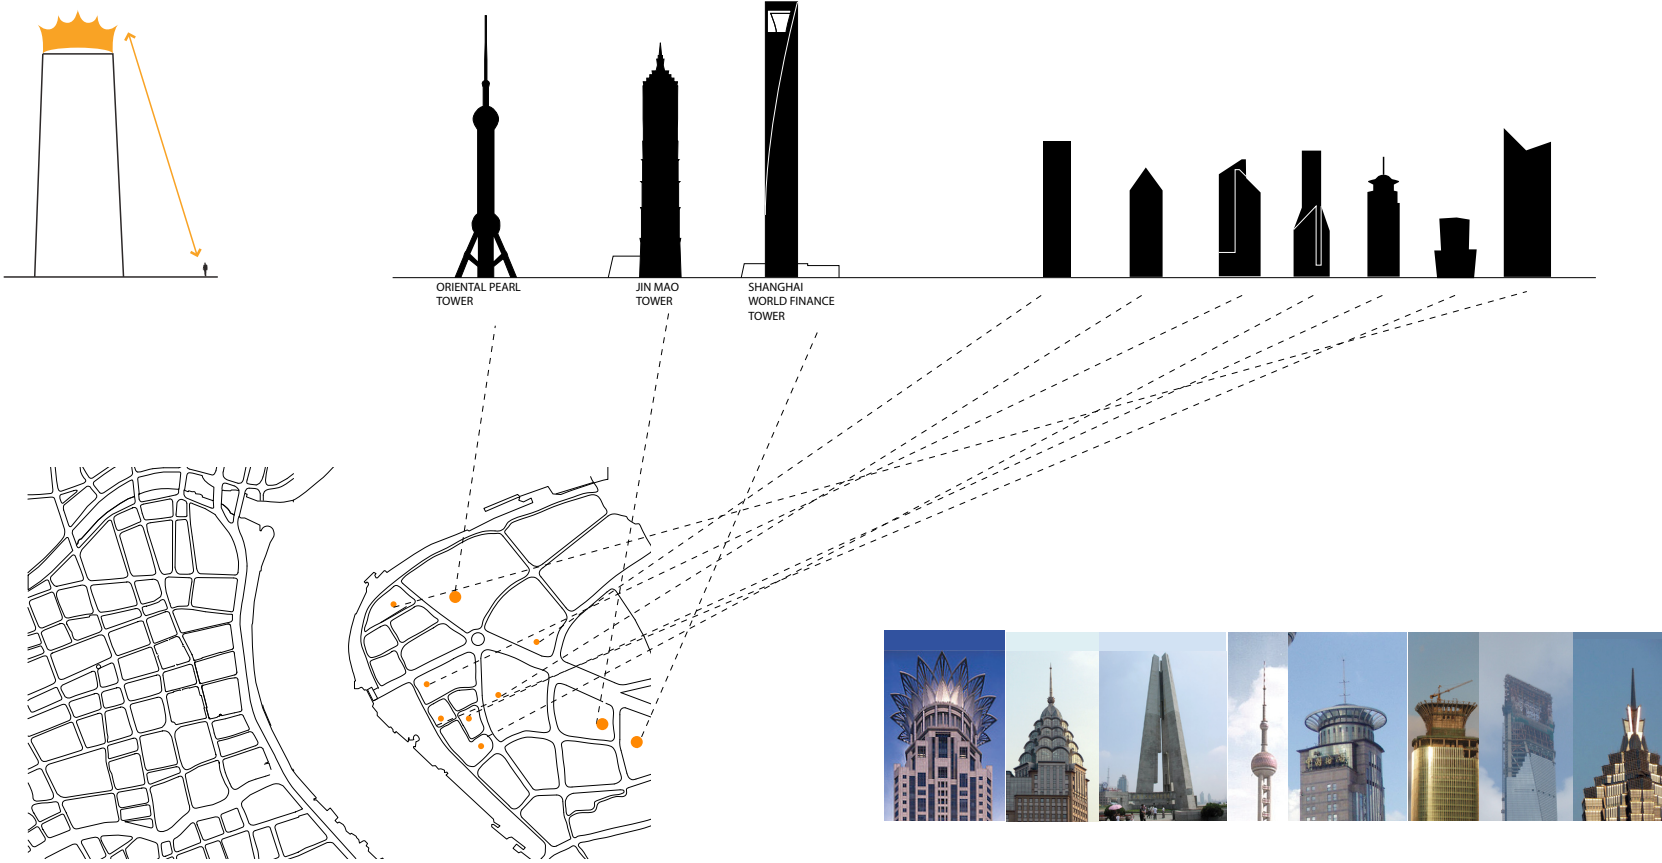 ORIENTAL PEARL
TOWER
JIN MAO
TOWER
SHANGHAI
WORLD FINANCE
TOWER